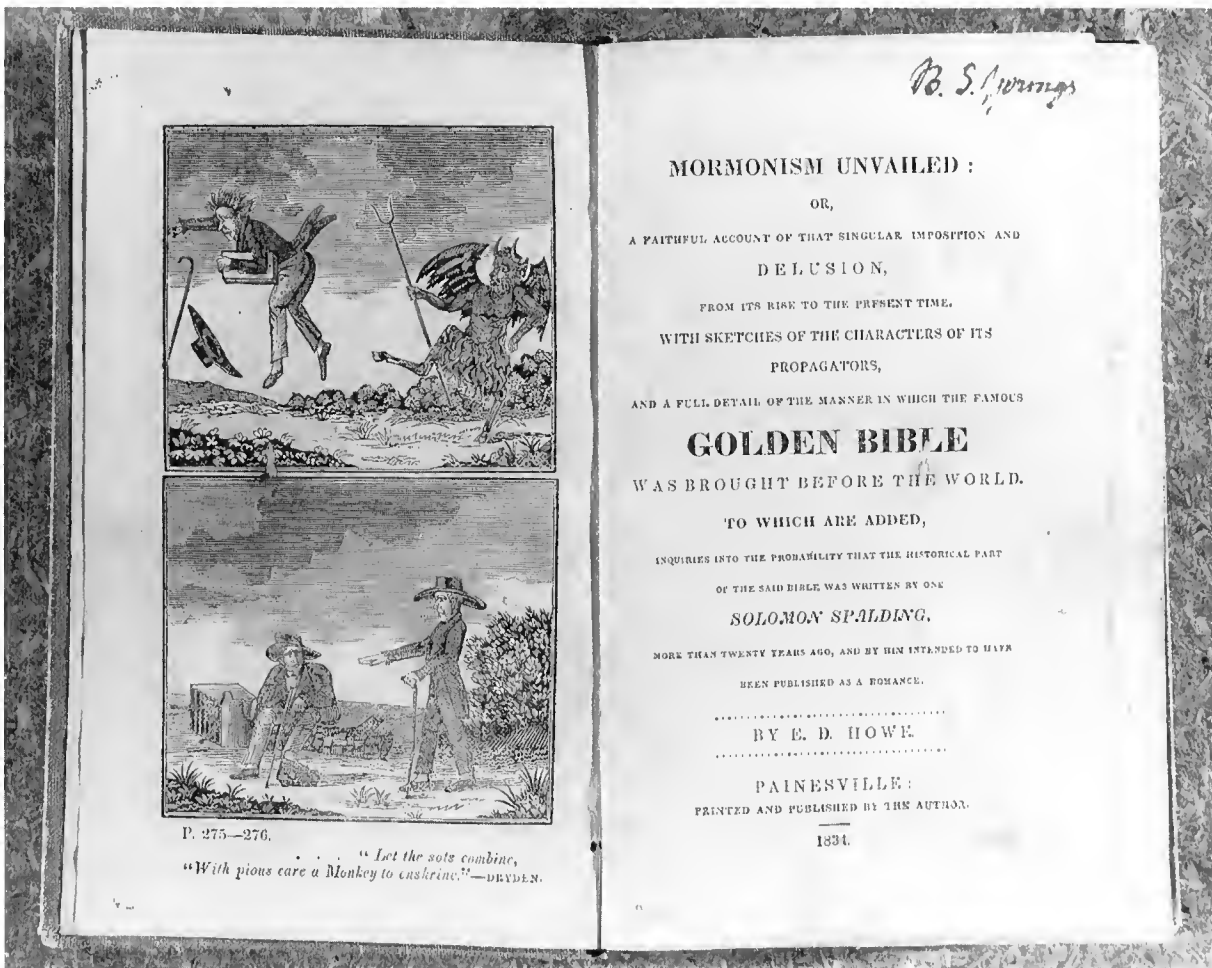 P. 275—276.
. . . "Let the sots combine,
"With pious care a Monkey to enshrine."—DRYDEN.
B. S.
MORMONISM UNVAILED:
OR,
A FAITHFUL ACCOUNT OF THAT SINGULAR IMPOSITION AND
DELUSION,
FROM ITS RISE TO THE PRESENT TIME.
WITH SKETCHES OF THE CHARACTERS OF ITS
PROPAGATORS,
AND A FULL DETAIL OF THE MANNER IN WHICH THE FAMOUS
GOLDEN BIBLE
WAS BROUGHT BEFORE THE WORLD.
TO WHICH ARE ADDED,
INQUIRIES INTO THE PROBABILITY THAT THE HISTORICAL PART
OF THE SAID BIBLE WAS WRITTEN BY ONE
SOLOMON SPALDING,
MORE THAN TWENTY YEARS AGO, AND BY HIM INTENDED TO HAVE
BEEN PUBLISHED AS A ROMANCE.
BY E. D. HOWE.
PAINESVILLE:
PRINTED AND PUBLISHED BY THE AUTHOR.
1834.